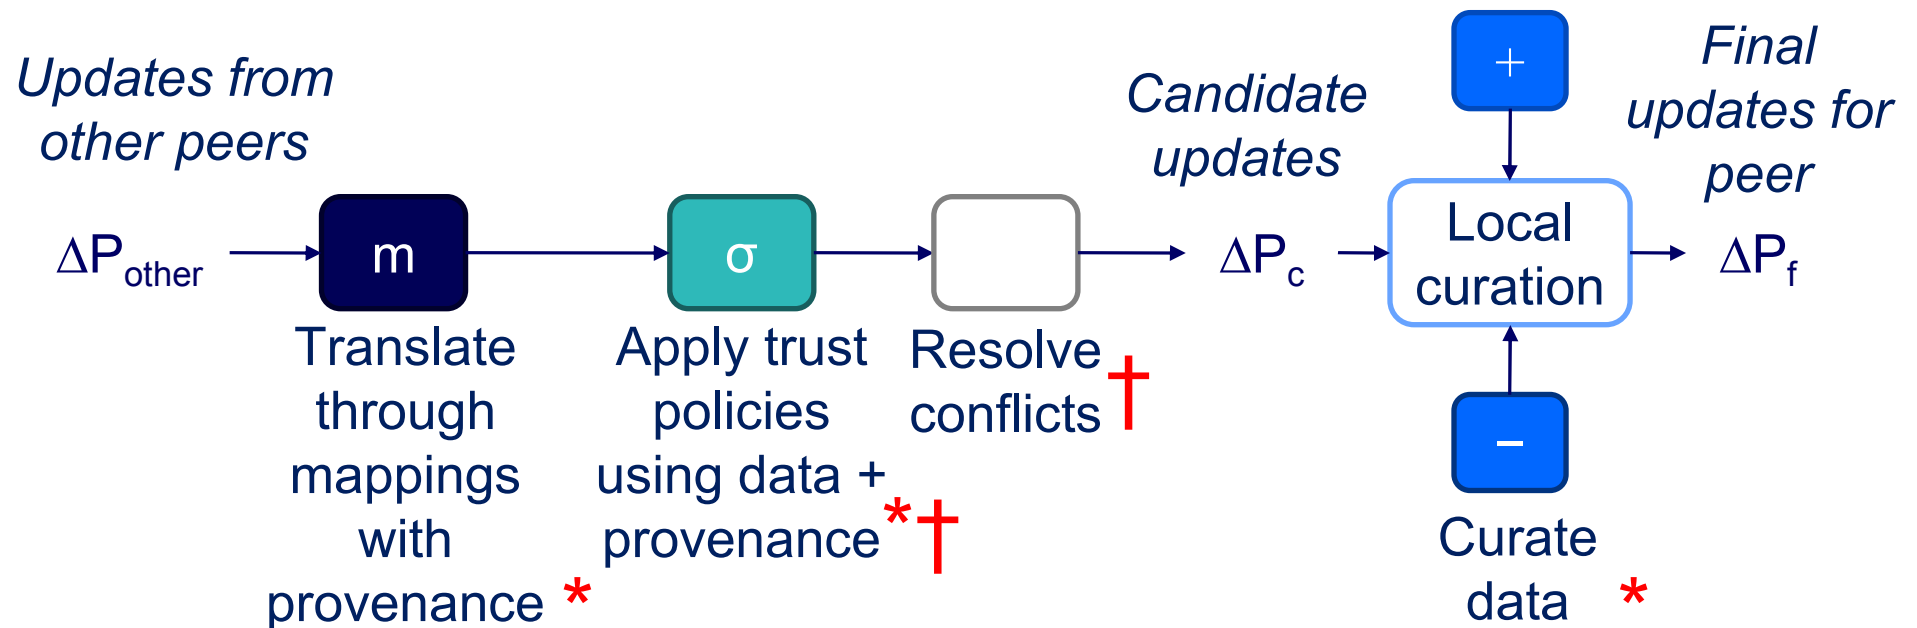 Updates from
other peers
ΔPother
m
Translate
through
mappings
with
provenance *
σ
Apply trust
policies
using data +
provenance *†
Resolve
conflicts †
Candidate
updates
ΔPc
+
Local
curation
−
Curate
data *
Final
updates for
peer
ΔPf